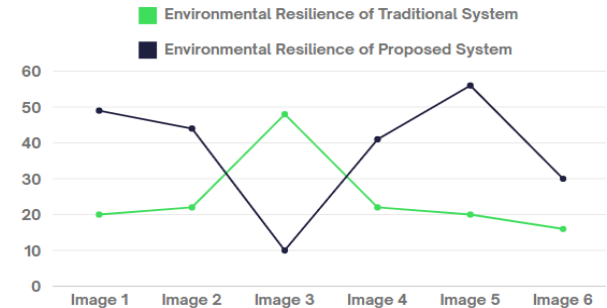 Environmental Resilience of Traditional System
Environmental Resilience of Proposed System
60
50
40
30
20
10
0
Image 1 Image 2 Image 3 Image 4 Image 5 Image 6